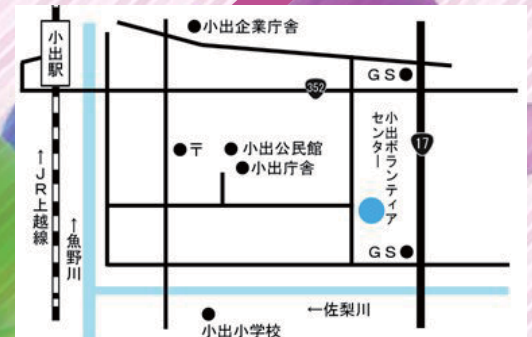 小出企業庁舎
小出駅
GS
352
小出ボランティア
センター
17
〒
小出公民館
小出庁舎
↑JR上越線
↑魚野川
GS
←佐梨川
小出小学校